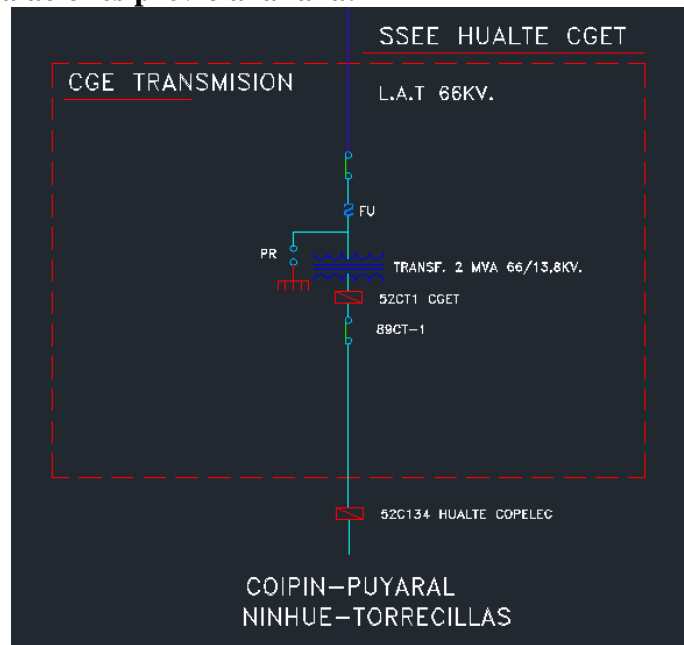 SSEE HUALTE CGET
CGE TRANSMISION
L.A.T 66KV.
FU
PR
TRANSF. 2 MVA 66/13,8KV.
52CT1 CGET
89CT-1
52C134 HUALTE COPELEC
COIPIN-PUYARAL
NINHUE-TORRECILLAS